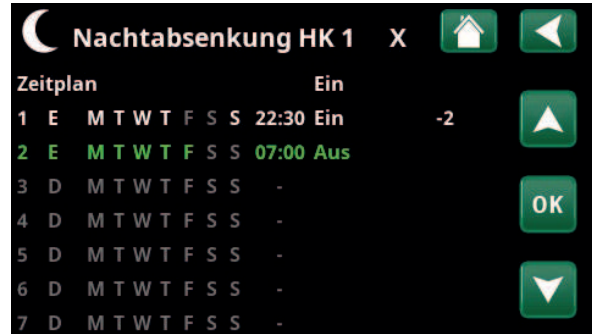 Nachtabsenkung HK 1 X
Zeitplan Ein
1 E M T W T F S S 22:30 Ein -2
2 E M T W T F S S 07:00 Aus
3 D M T W T F S S -
4 D M T W T F S S -
OK
5 D M T W T F S S -
6 D M T W T F S S -
7 D M T W T F S S -